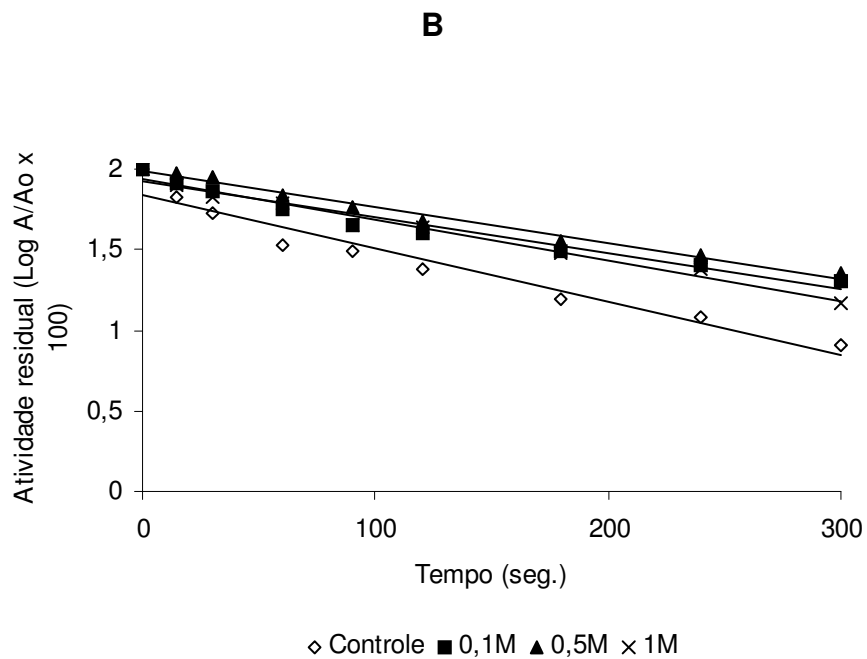 B
Atividade residual (Log A/Ao x
100)
2
1,5
1
0,5
0
0 100 200 300
Tempo (seg.)
Controle 0,1M 0,5M 1M